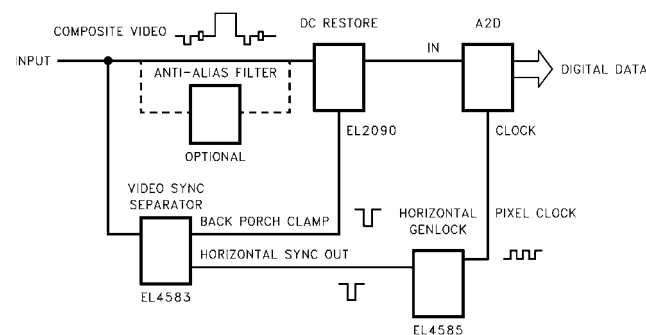 COMPOSITE VIDEO
DC RESTORE
A2D
INPUT
IN
ANTI-ALIAS FILTER
DIGITAL DATA
EL2090
CLOCK
OPTIONAL
VIDEO SYNC
SEPARATOR
BACK PORCH CLAMP
HORIZONTAL
GENLOCK
PIXEL CLOCK
HORIZONTAL SYNC OUT
EL4583
EL4585